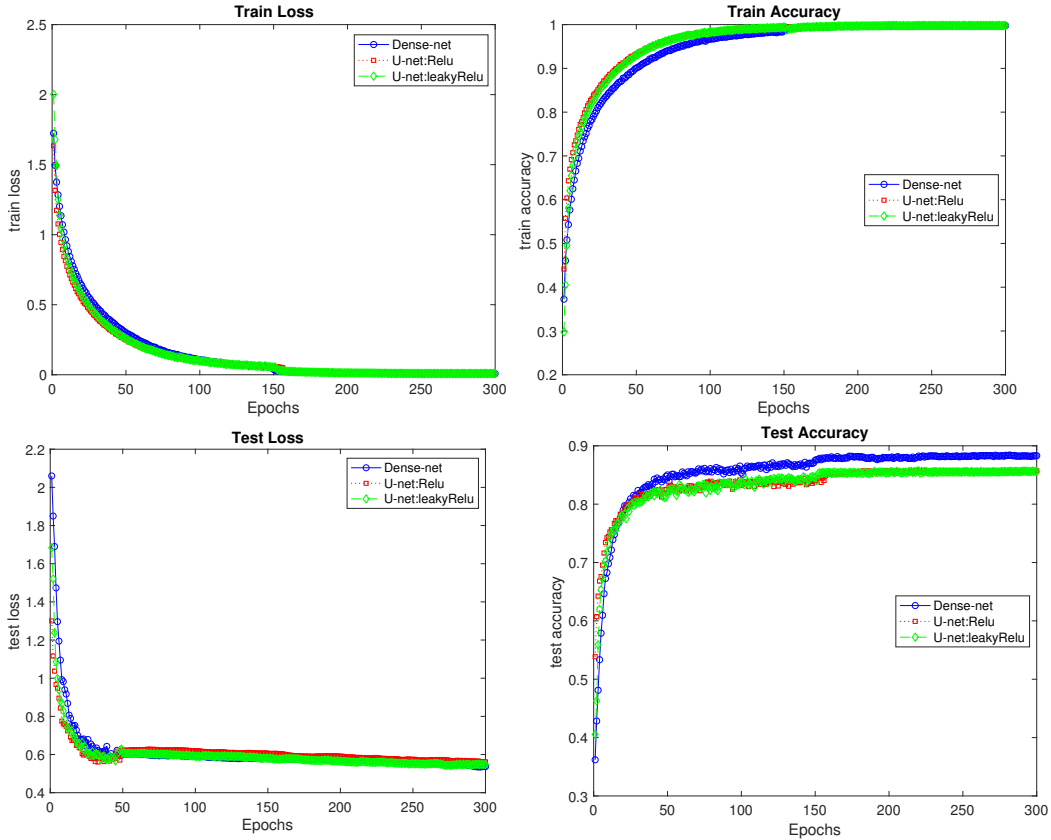 Train Loss
2.5
2
1.5
1
0.5
0
train loss
0 50 100 150 200 250 300
Epochs
Dense-net
U-net:Relu
U-net:leakyRelu
Train Accuracy
1
0.9
0.8
0.7
0.6
0.5
0.4
0.3
0.2
train accuracy
0 50 100 150 200 250 300
Epochs
Dense-net
U-net:Relu
U-net:leakyRelu
Test Loss
2.2
2
1.8
1.6
1.4
1.2
1
0.8
0.6
0.4
test loss
0 50 100 150 200 250 300
Epochs
Dense-net
U-net:Relu
U-net:leakyRelu
Test Accuracy
0.9
0.8
0.7
0.6
0.5
0.4
0.3
test accuracy
0 50 100 150 200 250 300
Epochs
Dense-net
U-net:Relu
U-net:leakyRelu